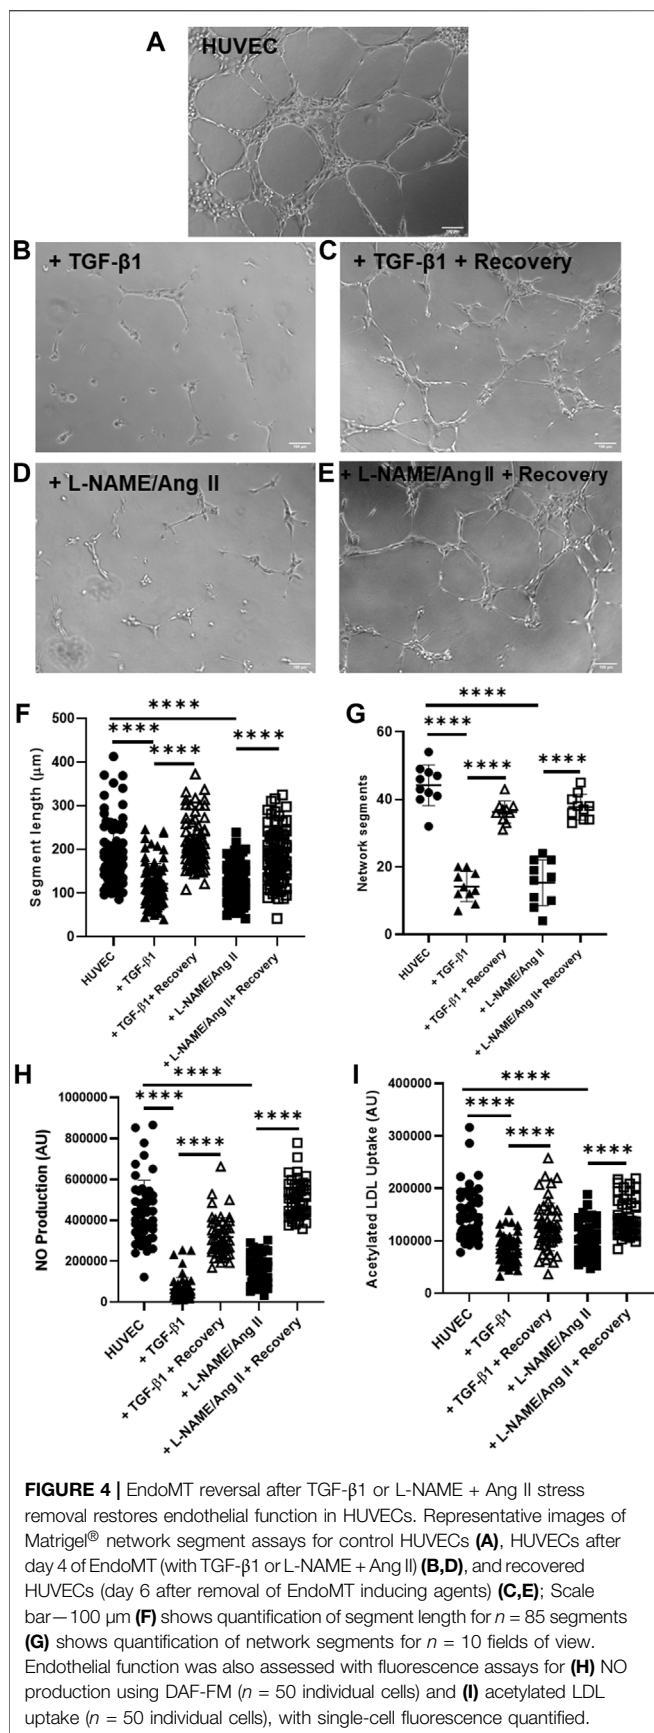 A
HUVEC
B
+ TGF-β1
C
+ TGF-β1 + Recovery
100 µm
100 µm
D
+ L-NAME/Ang II
E
+ L-NAME/Ang II + Recovery
100 µm
100 µm
F
Segment length (µm)
500
400
300
200
100
0
****
****
****
****
HUVEC
+ TGF-β1
+ TGF-β1+ Recovery
+ L-NAME/Ang II
+ L-NAME/Ang II+ Recovery
G
Network segments
60
40
20
0
****
****
****
****
HUVEC
+ TGF-β1
+ TGF-β1 + Recovery
+ L-NAME/Ang II
+ L-NAME/Ang II+ Recovery
H
NO Production (AU)
1000000
800000
600000
400000
200000
0
****
****
****
****
HUVEC
+ TGF-β1
+ TGF-β1 + Recovery
+ L-NAME/Ang II
+ L-NAME/Ang II + Recovery
I
Acetylated LDL Uptake (AU)
400000
300000
200000
100000
0
****
****
****
****
HUVEC
+ TGF-β1
+ TGF-β1 + Recovery
+ L-NAME/Ang II
+ L-NAME/Ang II + Recovery
FIGURE 4 | EndoMT reversal after TGF-β1 or L-NAME + Ang II stress
removal restores endothelial function in HUVECs. Representative images of
Matrigel® network segment assays for control HUVECs (A), HUVECs after
day 4 of EndoMT (with TGF-β1 or L-NAME + Ang II) (B,D), and recovered
HUVECs (day 6 after removal of EndoMT inducing agents) (C,E); Scale
bar—100 µm (F) shows quantification of segment length for n = 85 segments
(G) shows quantification of network segments for n = 10 fields of view.
Endothelial function was also assessed with fluorescence assays for (H) NO
production using DAF-FM (n = 50 individual cells) and (I) acetylated LDL
uptake (n = 50 individual cells), with single-cell fluorescence quantified.